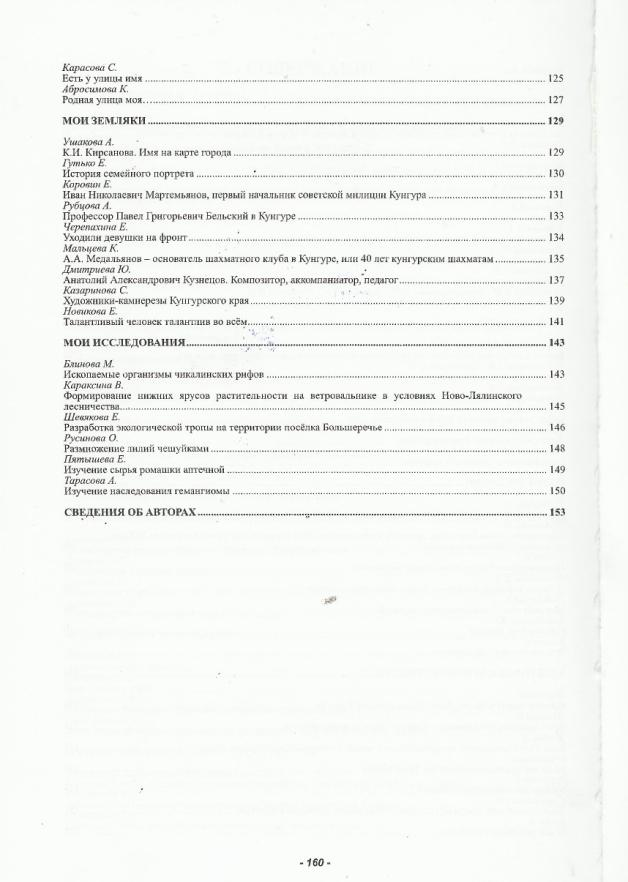 Карасова С.
Есть у улицы имя ... 125
Абросимова К.
Родная улица моя... 127
МОИ ЗЕМЛЯКИ ... 129
Ушакова А.
К.И. Кирсанова. Имя на карте города ... 129
Гутько Е.
История семейного портрета ... 130
Каровин Е.
Иван Николаевич Мартемьянов, первый начальник советской милиции Кунгура ... 131
Рубцова А.
Профессор Павел Григорьевич Бельский в Кунгуре ... 133
Черепахина Е.
Уходили девушки на фронт ... 134
Мальцева К.
А.А. Медальянов – основатель шахматного клуба в Кунгуре, или 40 лет кунгурским шахматам ... 135
Дмитриева Ю.
Анатолий Александрович Кузнецов. Композитор, аккомпаниатор, педагог ... 137
Казаринова С.
Художники-камнерезы Кунгурского края ... 139
Новикова Е.
Талантливый человек талантлив во всём ... 141
МОИ ИССЛЕДОВАНИЯ ... 143
Блинова М.
Ископаемые организмы чикалинских рифов ... 143
Караксина В.
Формирование нижних ярусов растительности на ветровальнике в условиях Ново-Лялинского
лесничества ... 145
Шевякова Е.
Разработка экологической тропы на территории посёлка Большеречье ... 146
Русинова О.
Размножение лилий чешуйками ... 148
Пятышева Е.
Изучение сырья ромашки аптечной ... 149
Тарасова А.
Изучение наследования гемангиомы ... 150
СВЕДЕНИЯ ОБ АВТОРАХ ... 153
- 160 -